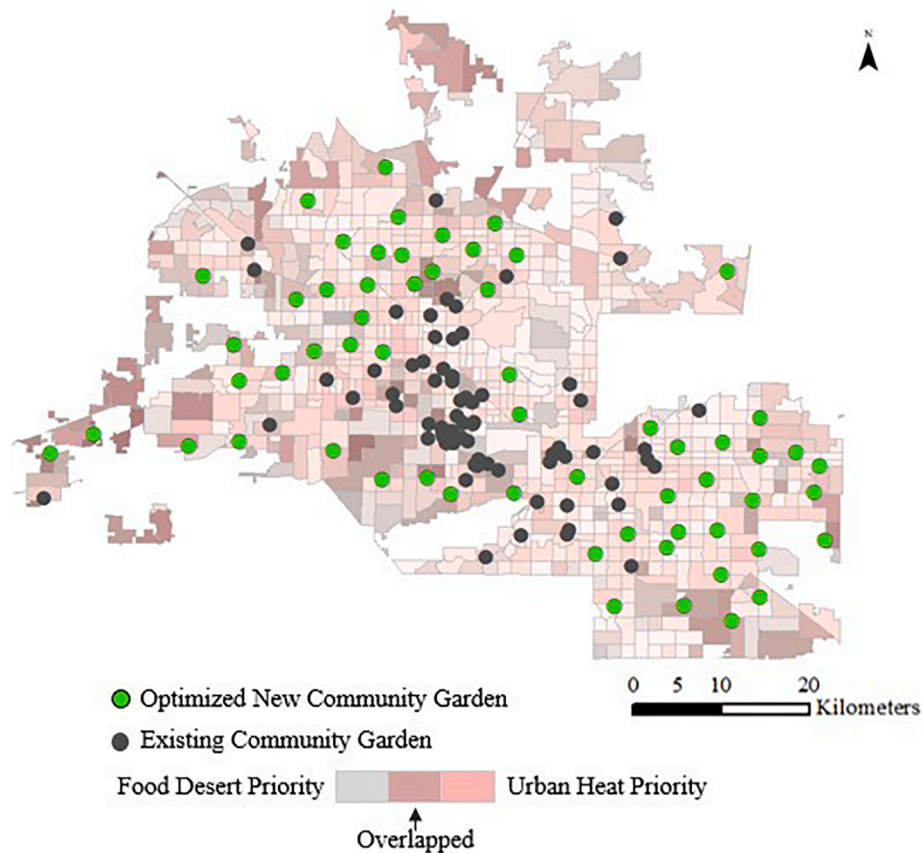 N
Optimized New Community Garden
Existing Community Garden
Food Desert Priority
Urban Heat Priority
Overlapped
0 5 10 20
Kilometers